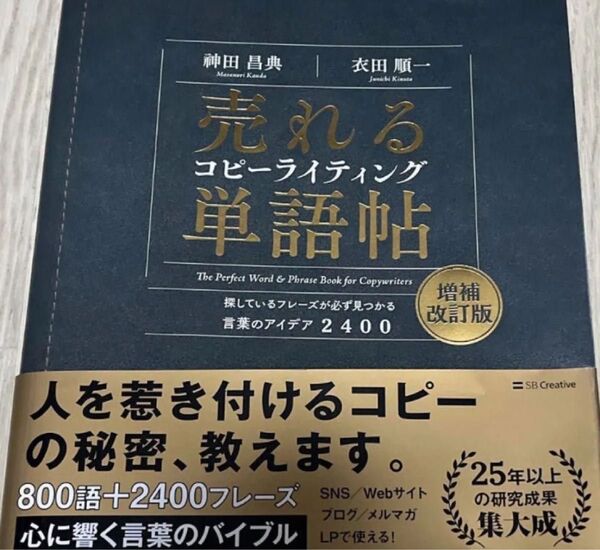 神田 昌典
Masanori Kanda
衣田 順一
Junichi Kinuta
売れる
コピーライティング
単語帖
The Perfect Word & Phrase Book for Copywriters
探しているフレーズが必ず見つかる
言葉のアイデア 2400
増補
改訂版
SB Creative
人を惹き付けるコピー
の秘密、教えます。
800語+2400フレーズ
心に響く言葉のバイブル
SNS/Webサイト
ブログ/メルマガ
LPで使える!
25年以上
の研究成果
集大成